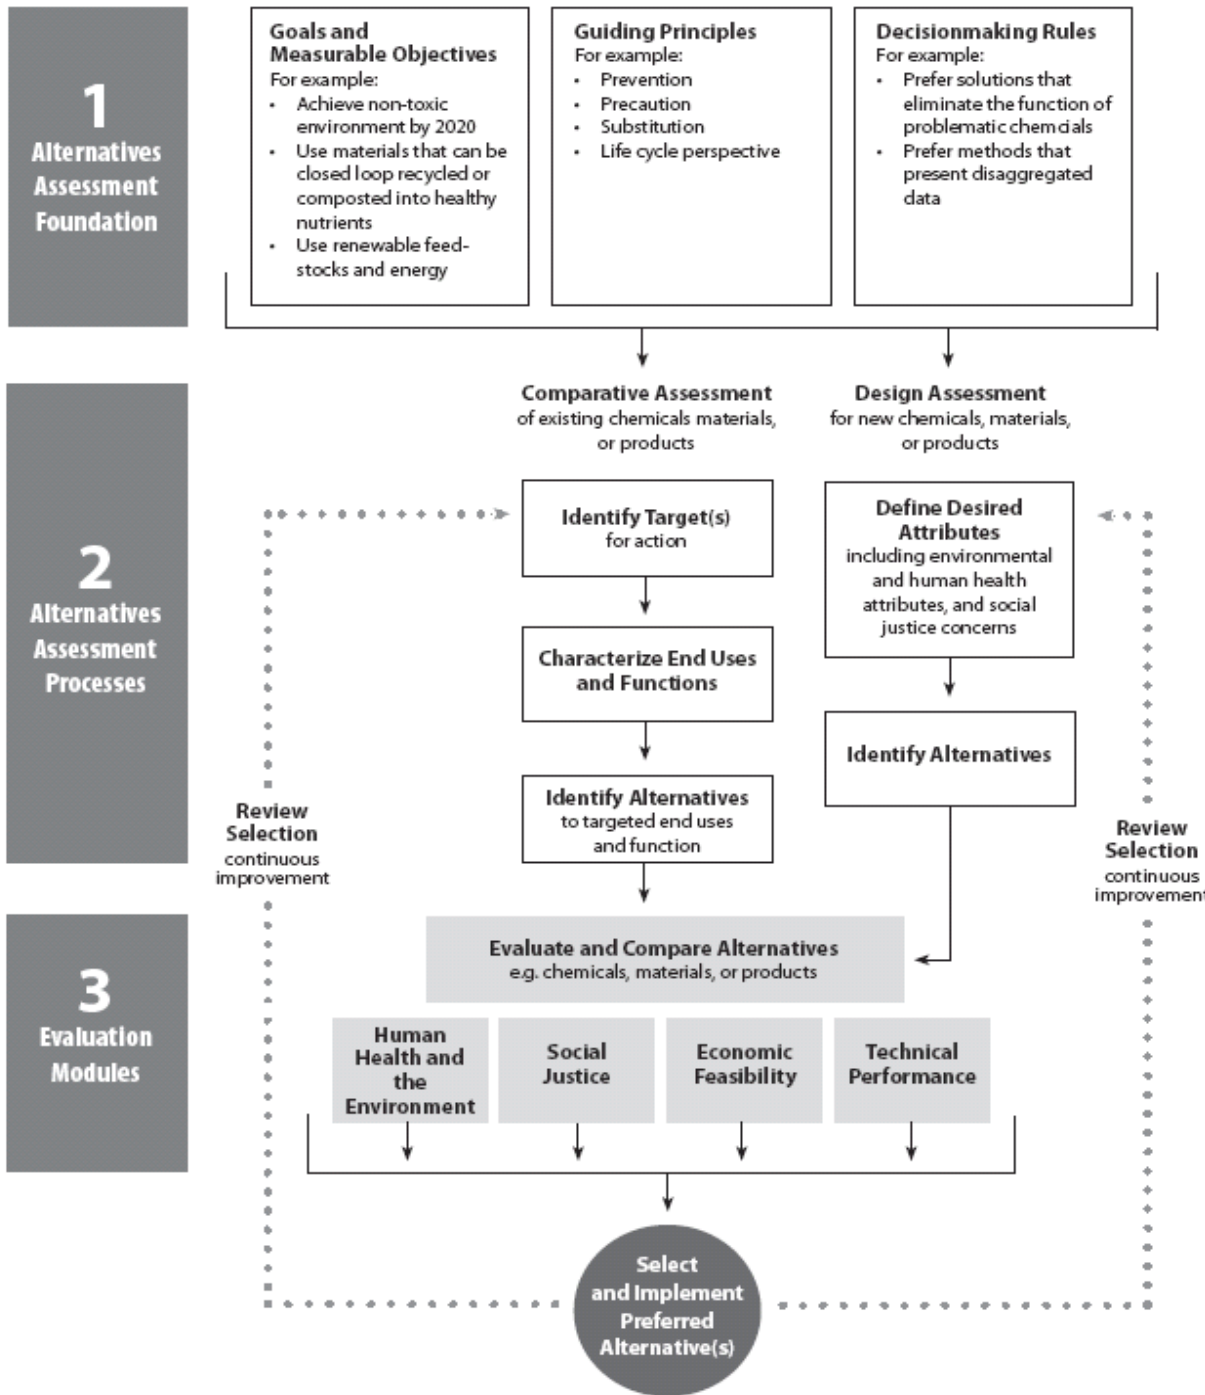 1
Alternatives
Assessment
Foundation
Goals and
Measurable Objectives
For example:
• Achieve non-toxic
environment by 2020
• Use materials that can be
closed loop recycled or
composted into healthy
nutrients
• Use renewable feed-
stocks and energy
Guiding Principles
For example:
• Prevention
• Precaution
• Substitution
• Life cycle perspective
Decisionmaking Rules
For example:
• Prefer solutions that
eliminate the function of
problematic chemcials
• Prefer methods that
present disaggregated
data
2
Alternatives
Assessment
Processes
Comparative Assessment
of existing chemicals materials,
or products
Design Assessment
for new chemicals, materials,
or products
Identify Target(s)
for action
Define Desired
Attributes
including environmental
and human health
attributes, and social
justice concerns
Characterize End Uses
and Functions
Identify Alternatives
Identify Alternatives
to targeted end uses
and function
Review
Selection
continuous
improvement
Review
Selection
continuous
improvement
3
Evaluation
Modules
Evaluate and Compare Alternatives
e.g. chemicals, materials, or products
Human
Health and
the
Environment
Social
Justice
Economic
Feasibility
Technical
Performance
Select
and Implement
Preferred
Alternative(s)